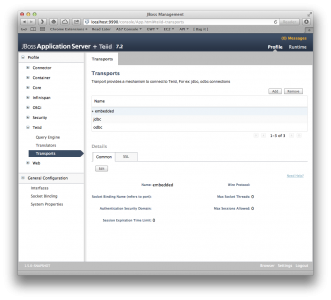 JBoss Management
localhost:9990/console/App.html#teiid-transports
(0) Messages
JBoss Application Server + Teiid 7.2
Profile Runtime
Profile
Connector
Container
Core
Infinispan
OSGi
Security
Teiid
Query Engine
Translators
Transports
Web
General Configuration
Interfaces
Socket Binding
System Properties
Transports
Transports
Transport provides a mechanism to connect to Teiid. For ex: jdbc, odbc connections
Add Remove
Name
embedded
jdbc
odbc
1-3 of 3
Details
Common SSL
Edit
Need Help?
Name: embedded Wire Protocol:
Socket Binding Name (refers to port): Max Socket Threads: 0
Authentication Security Domain: Max Sessions Allowed: 0
Session Expiration Time Limit: 0
Browser Settings Logout